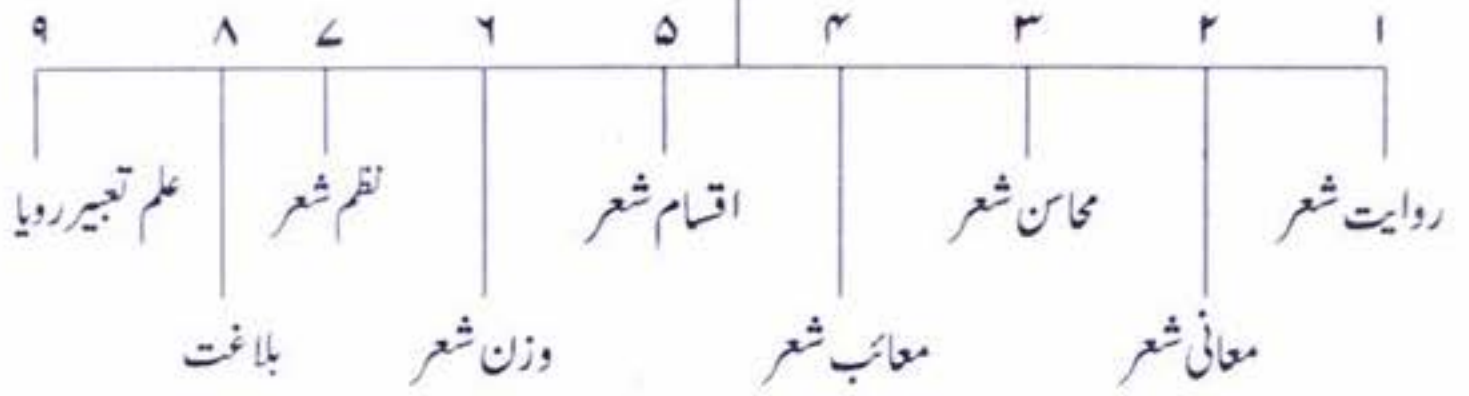 ۱ ۲ ۳ ۴ ۵ ۶ ۷ ۸ ۹
روایت شعر محاسن شعر اقسام شعر نظم شعر علم تعبیر رویا
معانی شعر معائب شعر وزن شعر بلاغت